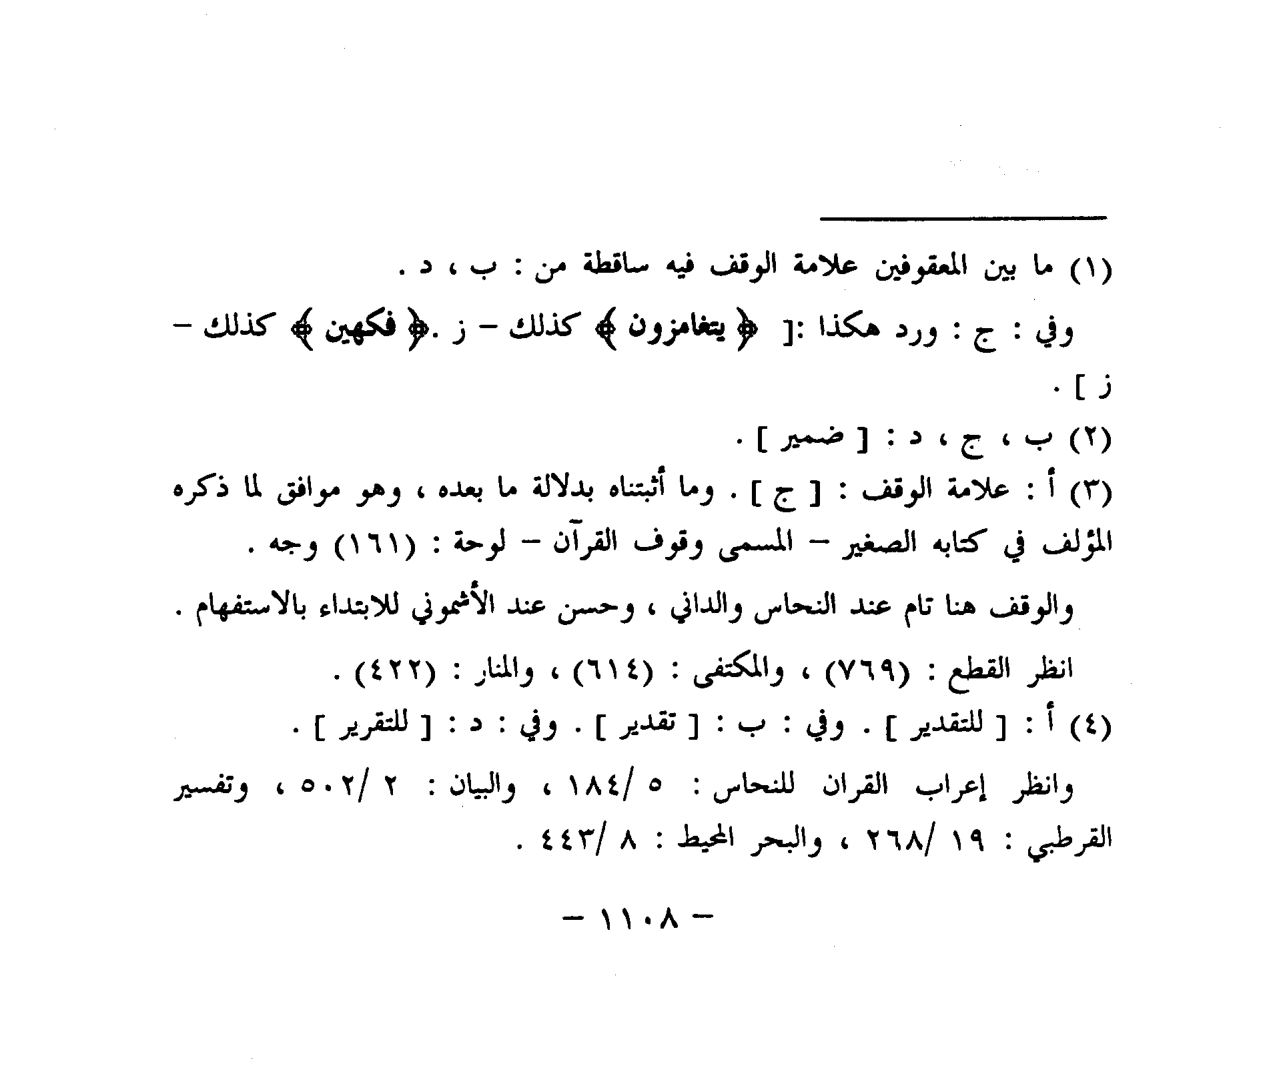 (١) ما بين المعقوفين علامة الوقف فيه ساقطة من : ب ، د .
وفي : ج : ورد هكذا :[ ﴿ يتغامزون ﴾ كذلك – ز .﴿ فكهين ﴾ كذلك –
ز ] .
(٢) ب ، ج ، د : [ ضمير ] .
(٣) أ : علامة الوقف : [ ج ] . وما أثبتناه بدلالة ما بعده ، وهو موافق لما ذكره
المؤلف في كتابه الصغير – المسمى وقوف القرآن – لوحة : (١٦١) وجه .
والوقف هنا تام عند النحاس والداني ، وحسن عند الأشموني للابتداء بالاستفهام .
انظر القطع : (٧٦٩) ، والمكتفى : (٦١٤) ، والمنار : (٤٢٢) .
(٤) أ : [ للتقدير ] . وفي : ب : [ تقدير ] . وفي : د : [ للتقرير ] .
وانظر إعراب القران للنحاس : ٥ /١٨٤ ، والبيان : ٢ /٥٠٢ ، وتفسير
القرطبي : ١٩ /٢٦٨ ، والبحر المحيط : ٨ /٤٤٣ .
– ١١٠٨ –